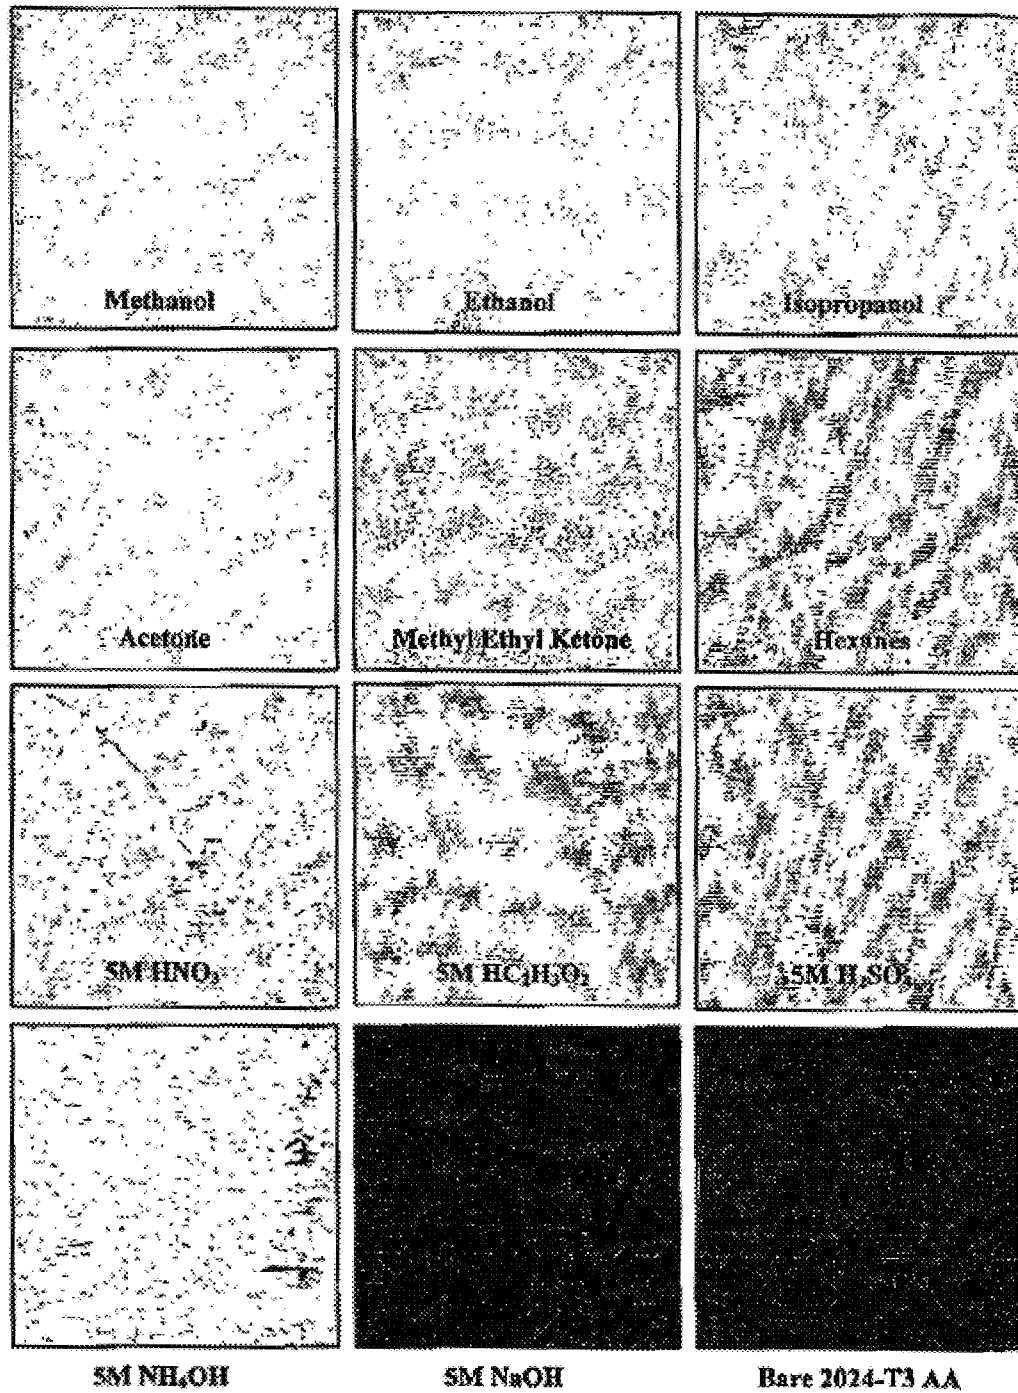 Methanol
Ethanol
Isopropanol
Acetone
Methyl Ethyl Ketone
Hexanes
5M HNO₃
5M HC₂H₃O₂
5M H₂SO₄
5M NH₄OH
5M NaOH
Bare 2024-T3 AA